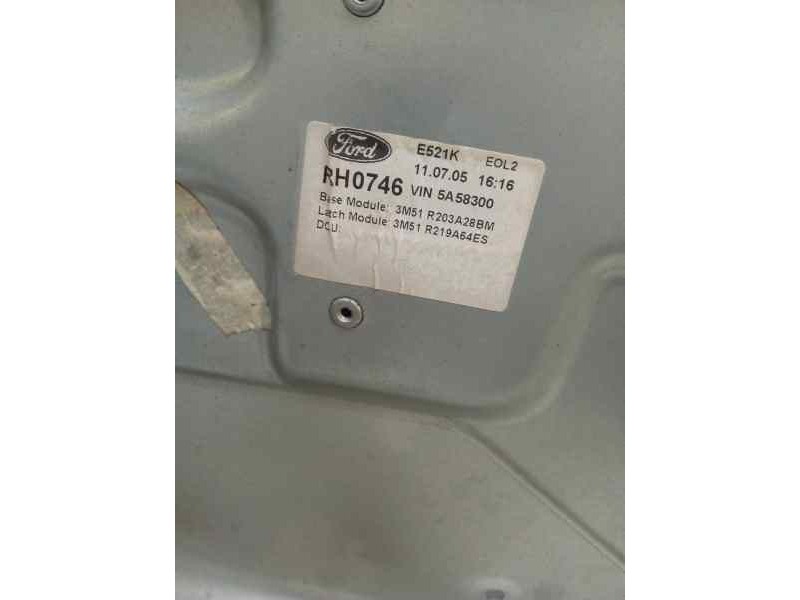 Ford
E521K EOL2
11.07.05 16:16
RH0746 VIN 5A58300
Base Module: 3M51 R203A28BM
Latch Module: 3M51 R219A64ES
DCU: